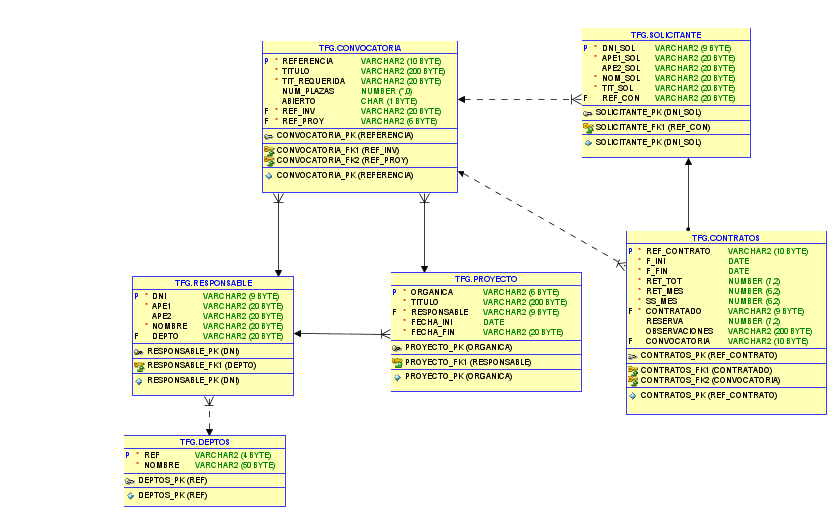 TFG.CONVOCATORIA
P * REFERENCIA VARCHAR2 (10 BYTE)
* TITULO VARCHAR2 (200 BYTE)
* TIT_REQUERIDA VARCHAR2 (20 BYTE)
NUM_PLAZAS NUMBER (*,0)
ABIERTO CHAR (1 BYTE)
F * REF_INV VARCHAR2 (20 BYTE)
F * REF_PROY VARCHAR2 (6 BYTE)
CONVOCATORIA_PK (REFERENCIA)
CONVOCATORIA_FK1 (REF_INV)
CONVOCATORIA_FK2 (REF_PROY)
CONVOCATORIA_PK (REFERENCIA)
TFG.SOLICITANTE
P * DNI_SOL VARCHAR2 (9 BYTE)
* APE1_SOL VARCHAR2 (20 BYTE)
APE2_SOL VARCHAR2 (20 BYTE)
* NOM_SOL VARCHAR2 (20 BYTE)
* TIT_SOL VARCHAR2 (20 BYTE)
F REF_CON VARCHAR2 (20 BYTE)
SOLICITANTE_PK (DNI_SOL)
SOLICITANTE_FK1 (REF_CON)
SOLICITANTE_PK (DNI_SOL)
TFG.CONTRATOS
P * REF_CONTRATO VARCHAR2 (10 BYTE)
* F_INI DATE
* F_FIN DATE
* RET_TOT NUMBER (7,2)
* RET_MES NUMBER (6,2)
* SS_MES NUMBER (6,2)
F * CONTRATADO VARCHAR2 (9 BYTE)
RESERVA NUMBER (7,2)
OBSERVACIONES VARCHAR2 (200 BYTE)
F CONVOCATORIA VARCHAR2 (10 BYTE)
CONTRATOS_PK (REF_CONTRATO)
CONTRATOS_FK1 (CONTRATADO)
CONTRATOS_FK2 (CONVOCATORIA)
CONTRATOS_PK (REF_CONTRATO)
TFG.RESPONSABLE
P * DNI VARCHAR2 (9 BYTE)
* APE1 VARCHAR2 (20 BYTE)
APE2 VARCHAR2 (20 BYTE)
* NOMBRE VARCHAR2 (20 BYTE)
F DEPTO VARCHAR2 (20 BYTE)
RESPONSABLE_PK (DNI)
RESPONSABLE_FK1 (DEPTO)
RESPONSABLE_PK (DNI)
TFG.PROYECTO
P * ORGANICA VARCHAR2 (6 BYTE)
* TITULO VARCHAR2 (200 BYTE)
F * RESPONSABLE VARCHAR2 (9 BYTE)
* FECHA_INI DATE
* FECHA_FIN VARCHAR2 (20 BYTE)
PROYECTO_PK (ORGANICA)
PROYECTO_FK1 (RESPONSABLE)
PROYECTO_PK (ORGANICA)
TFG.DEPTOS
P * REF VARCHAR2 (4 BYTE)
* NOMBRE VARCHAR2 (50 BYTE)
DEPTOS_PK (REF)
DEPTOS_PK (REF)